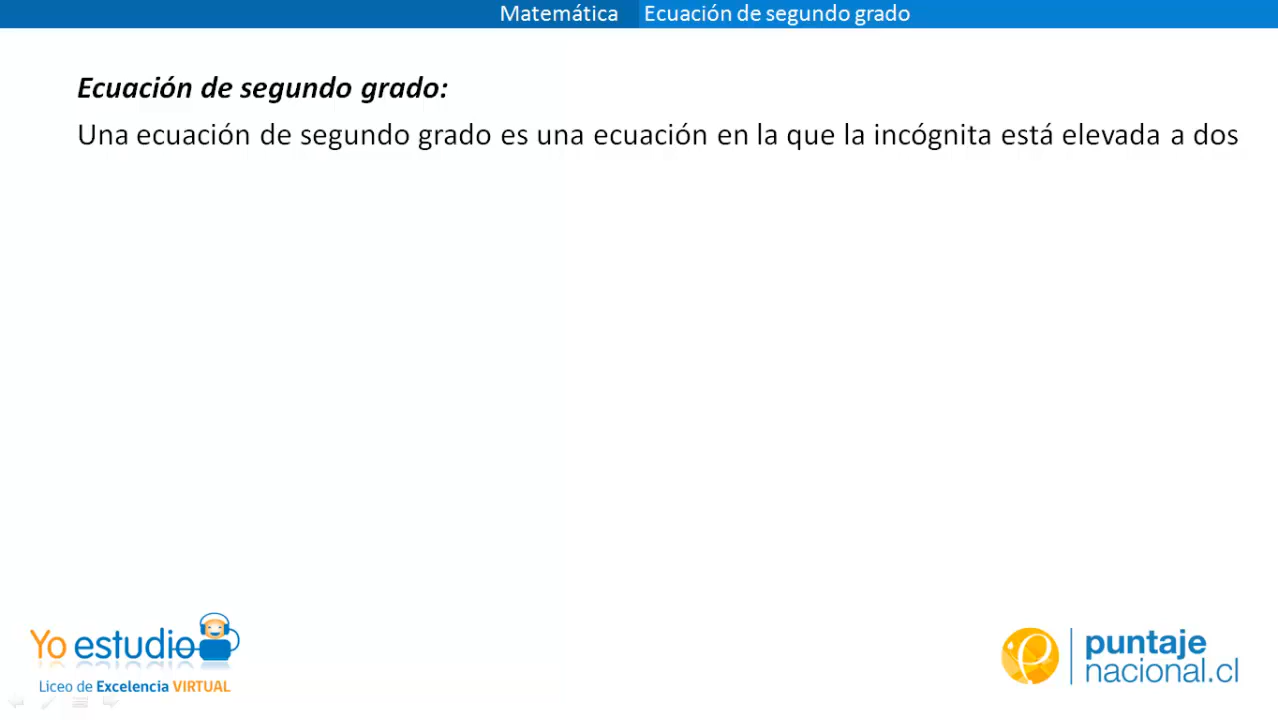 Matemática Ecuación de segundo grado
Ecuación de segundo grado:
Una ecuación de segundo grado es una ecuación en la que la incógnita está elevada a dos
Yo estudio
Liceo de Excelencia VIRTUAL
puntaje
nacional.cl